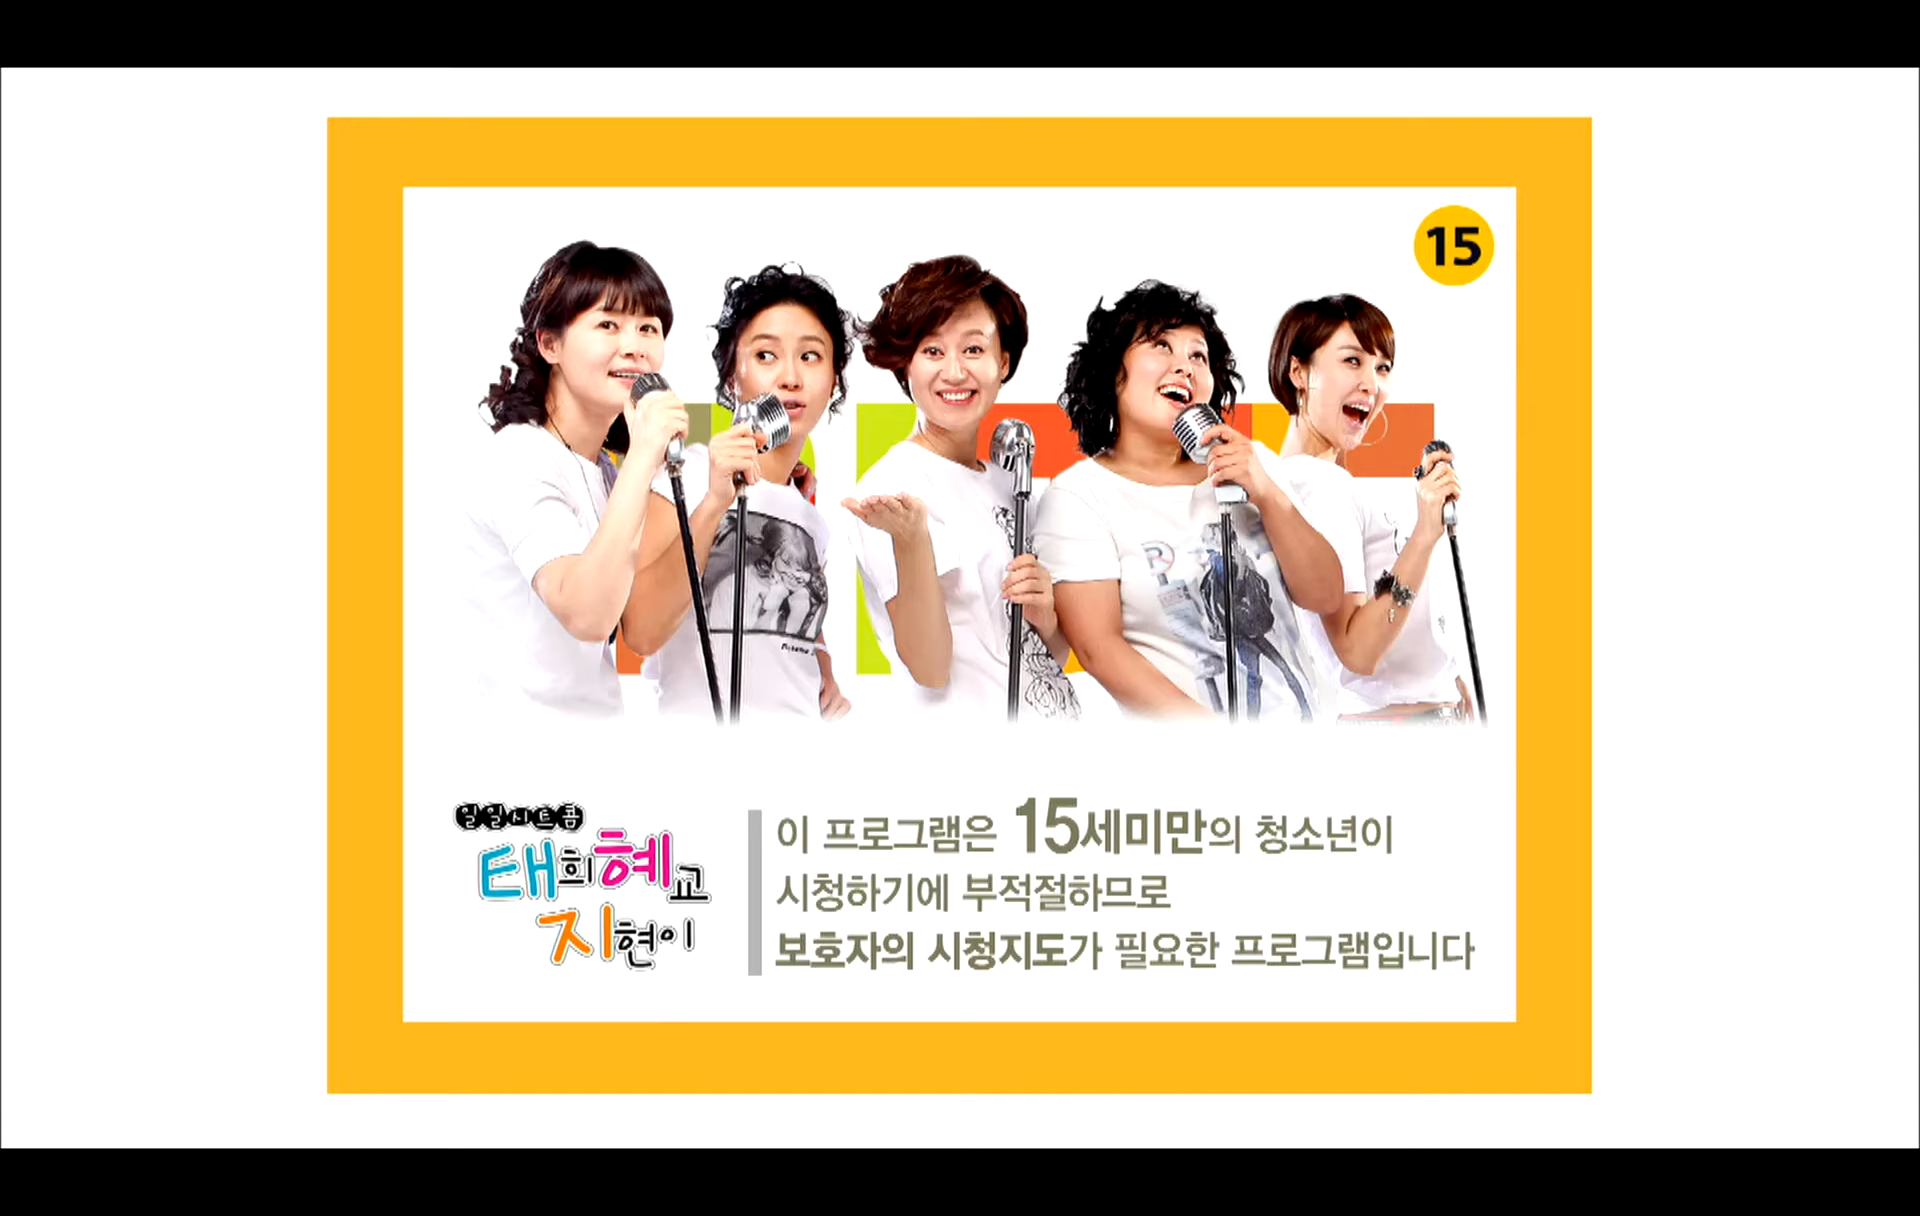 15
일일시트콤
태희혜교
지현이
이 프로그램은 15세미만의 청소년이
시청하기에 부적절하므로
보호자의 시청지도가 필요한 프로그램입니다